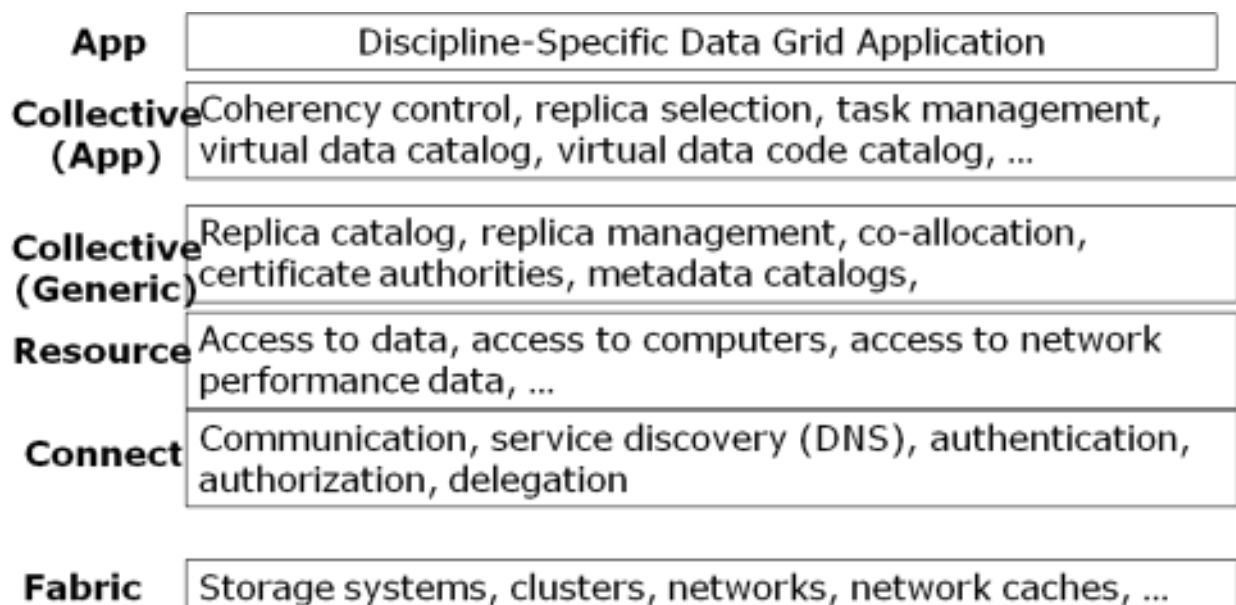 App
Discipline-Specific Data Grid Application
Collective
(App)
Coherency control, replica selection, task management,
virtual data catalog, virtual data code catalog, ...
Collective
(Generic)
Replica catalog, replica management, co-allocation,
certificate authorities, metadata catalogs,
Resource
Access to data, access to computers, access to network
performance data, ...
Connect
Communication, service discovery (DNS), authentication,
authorization, delegation
Fabric
Storage systems, clusters, networks, network caches, ...